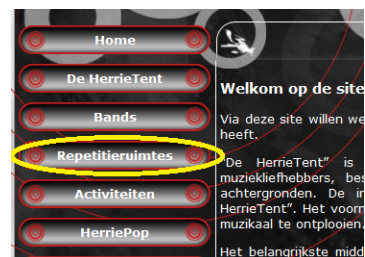 Home
De HerrieTent
Bands
Repetitieruimtes
Activiteiten
HerriePop
Welkom op de site
Via deze site willen we
heeft.
"De HerrieTent" is
muziekliefhebbers, bes
achtergronden. De in
HerrieTent". Het voorn
muzikaal te ontplooien.
Het belangrijkste midd